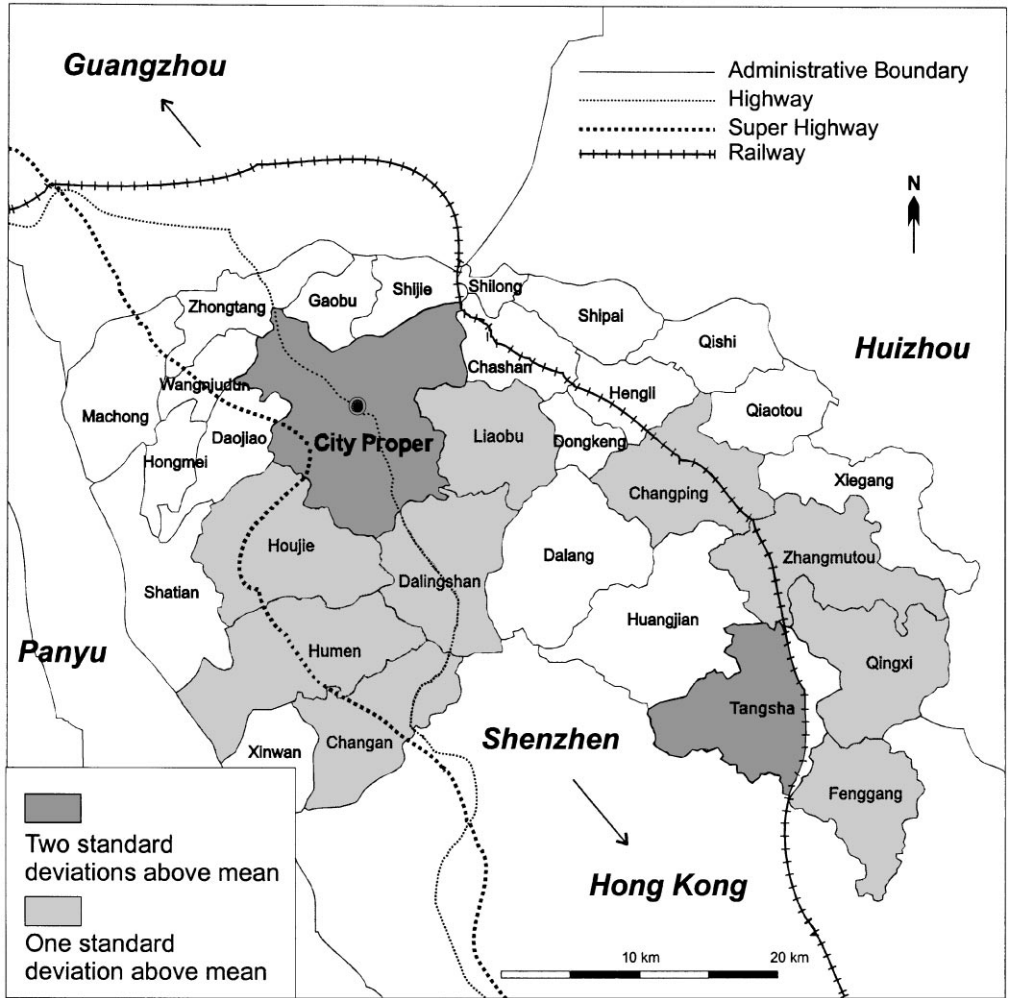 Guangzhou
Administrative Boundary
Highway
Super Highway
Railway
N
Zhongtang
Gaobu
Shijie
Shilong
Shipai
Qishi
Huizhou
Chashan
Wangniudun
Hengli
Qiaotou
Machong
Daojiao
City Proper
Liaobu
Dongkeng
Hongmei
Changping
Xiegang
Houjie
Dalang
Zhangmutou
Shatian
Dalingshan
Huangjian
Panyu
Humen
Qingxi
Tangsha
Xinwan
Changan
Shenzhen
Fenggang
Two standard
deviations above mean
Hong Kong
One standard
deviation above mean
10 km
20 km